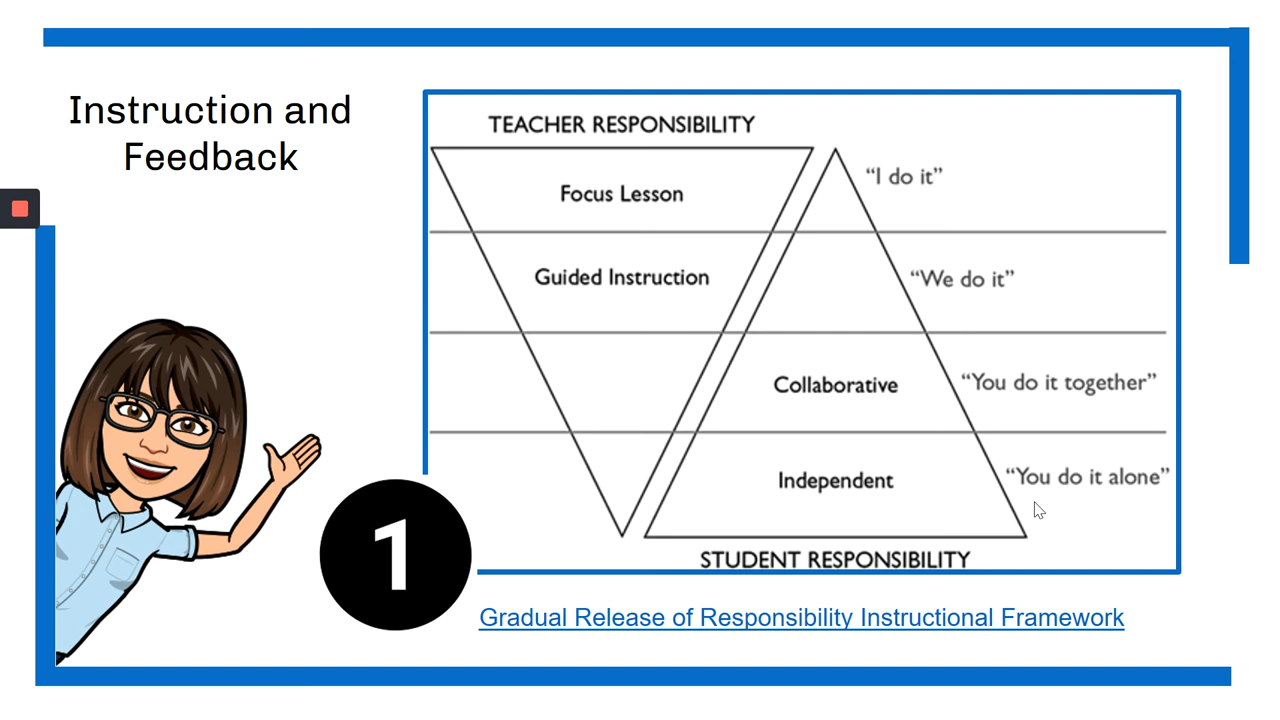 Instruction and
Feedback
TEACHER RESPONSIBILITY
Focus Lesson
“I do it”
Guided Instruction
“We do it”
Collaborative
“You do it together”
Independent
“You do it alone”
STUDENT RESPONSIBILITY
1
Gradual Release of Responsibility Instructional Framework